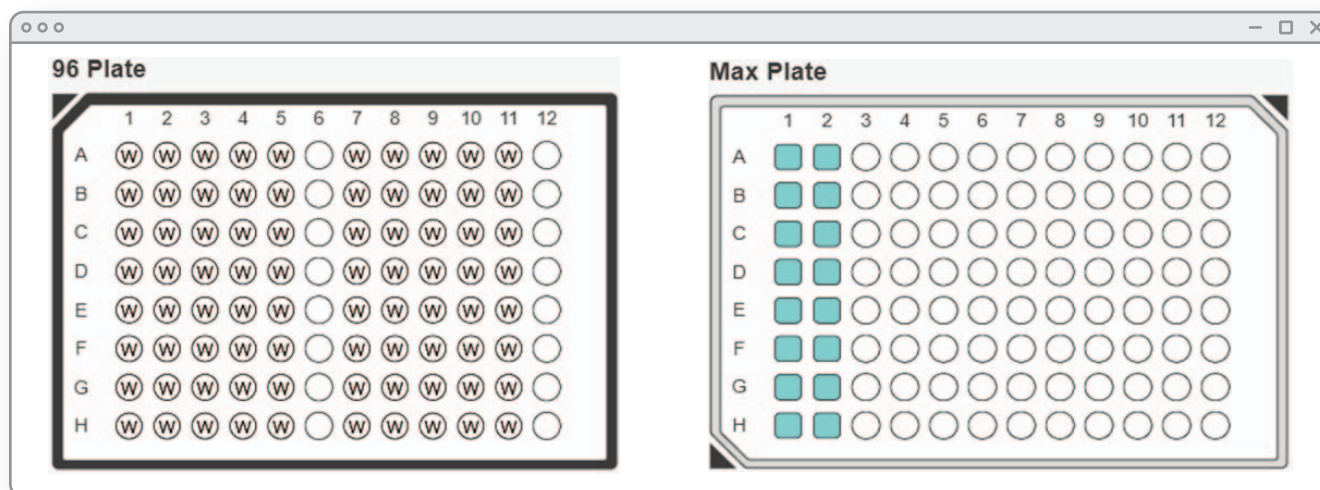 96 Plate
1 2 3 4 5 6 7 8 9 10 11 12
A W W W W W W W W W W
B W W W W W W W W W W
C W W W W W W W W W W
D W W W W W W W W W W
E W W W W W W W W W W
F W W W W W W W W W W
G W W W W W W W W W W
H W W W W W W W W W W
Max Plate
1 2 3 4 5 6 7 8 9 10 11 12
A
B
C
D
E
F
G
H